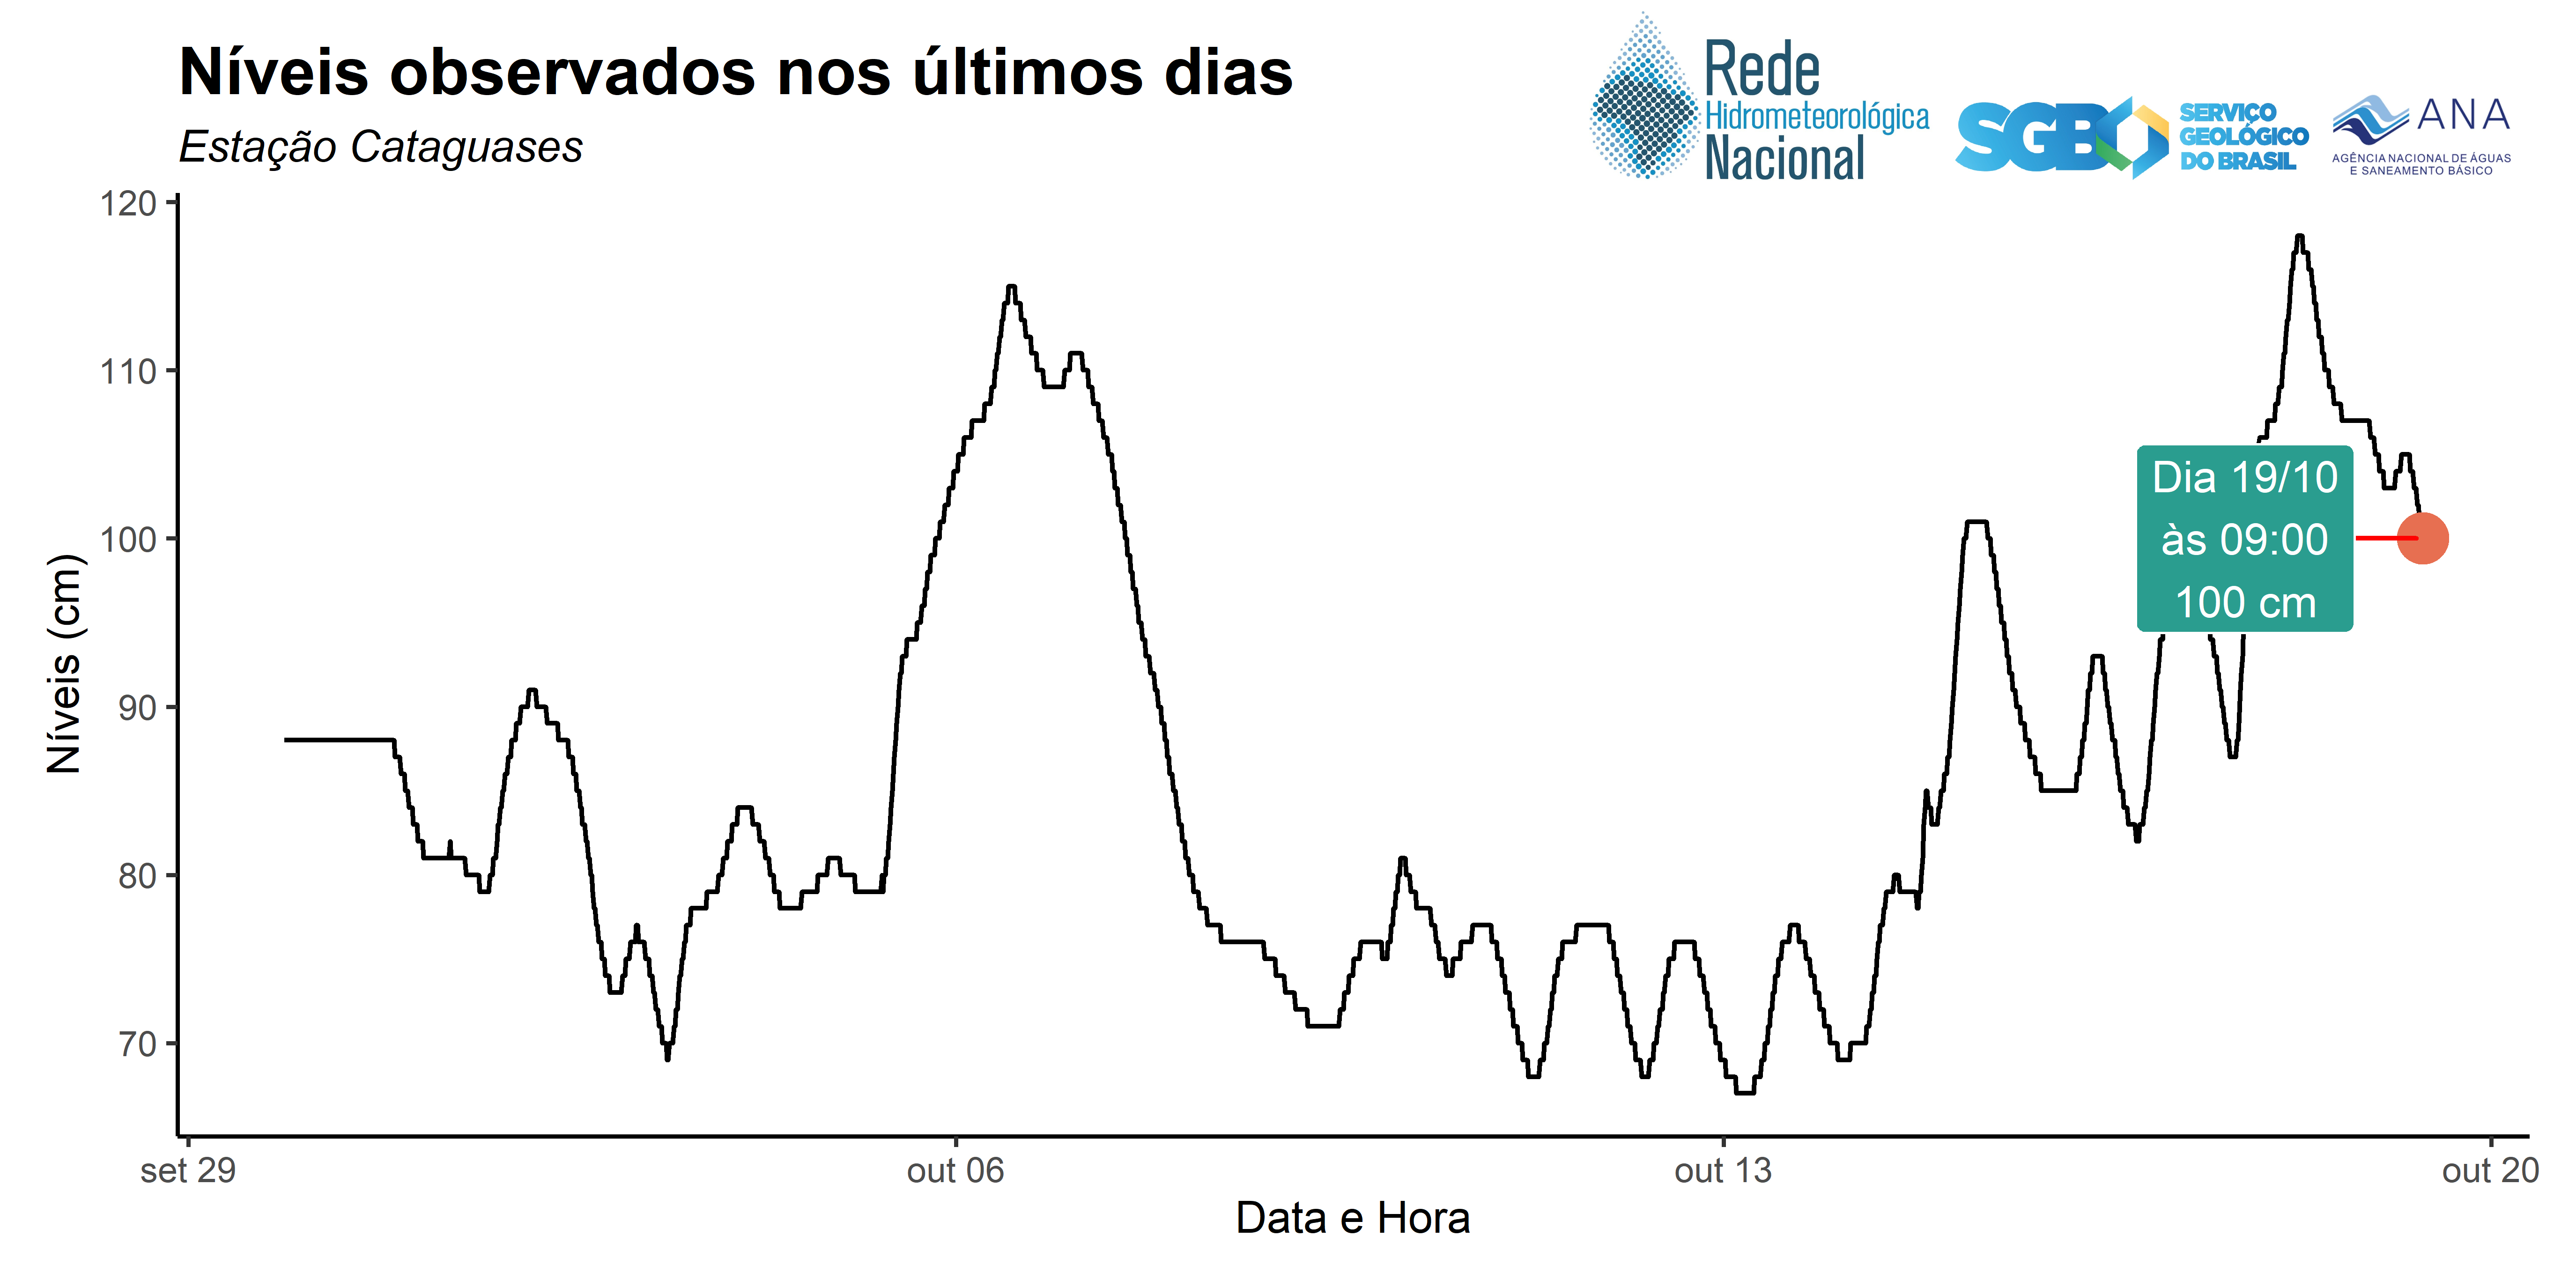 Níveis observados nos últimos dias
Estação Cataguases
Rede
Hidrometeorológica
Nacional
SGB
SERVIÇO
GEOLÓGICO
DO BRASIL
ANA
AGÊNCIA NACIONAL DE ÁGUAS
E SANEAMENTO BÁSICO
120
110
100
90
80
70
Níveis (cm)
Dia 19/10
às 09:00
100 cm
set 29
out 06
out 13
out 20
Data e Hora